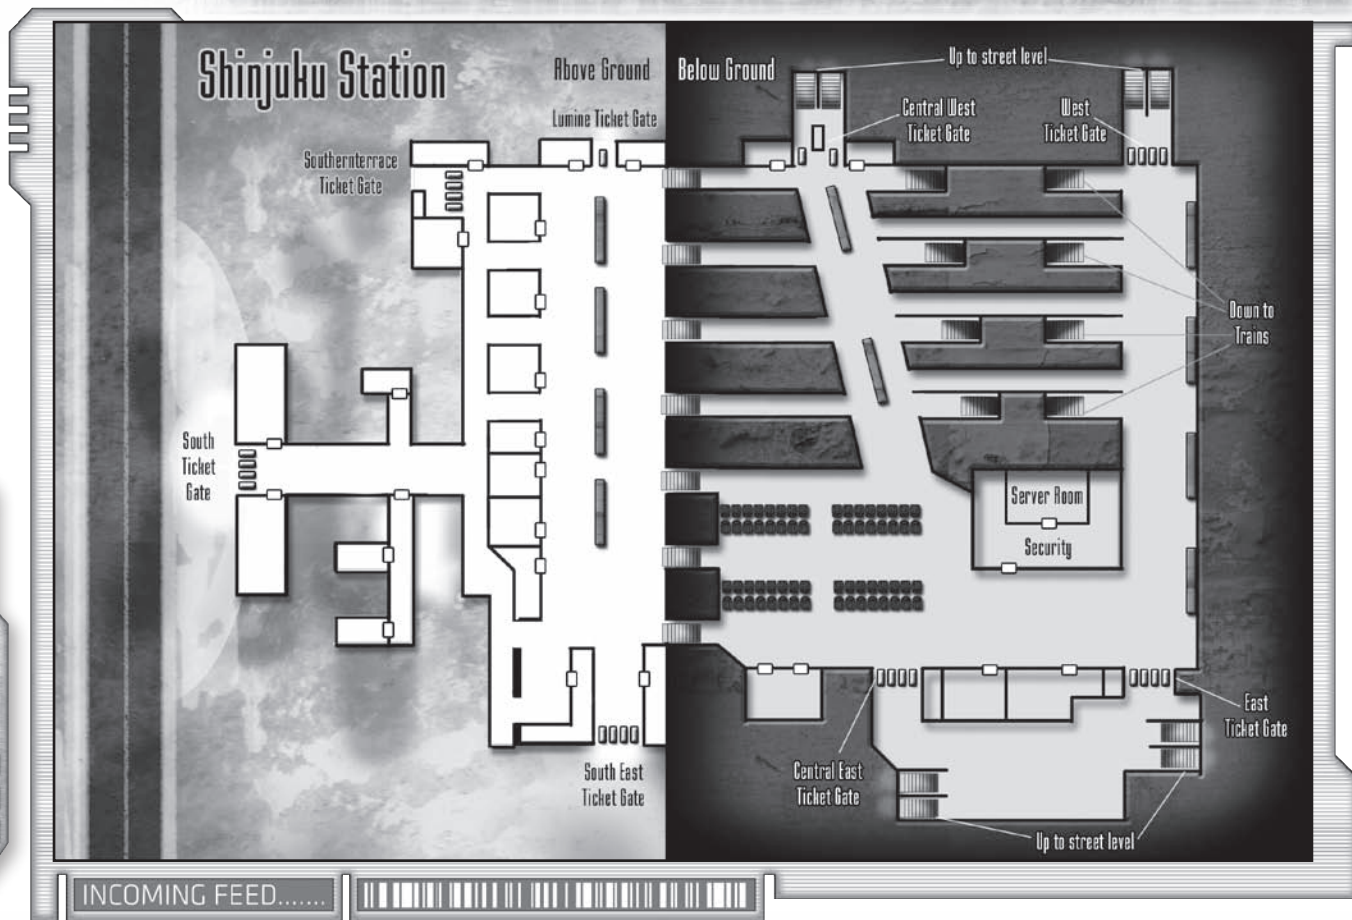 Shinjuku Station
Above Ground
Below Ground
Up to street level
Lumine Ticket Gate
Central West
Ticket Gate
West
Ticket Gate
Southernterrace
Ticket Gate
Down to
Trains
South
Ticket
Gate
Server Room
Security
East
Ticket Gate
South East
Ticket Gate
Central East
Ticket Gate
Up to street level
INCOMING FEED.......